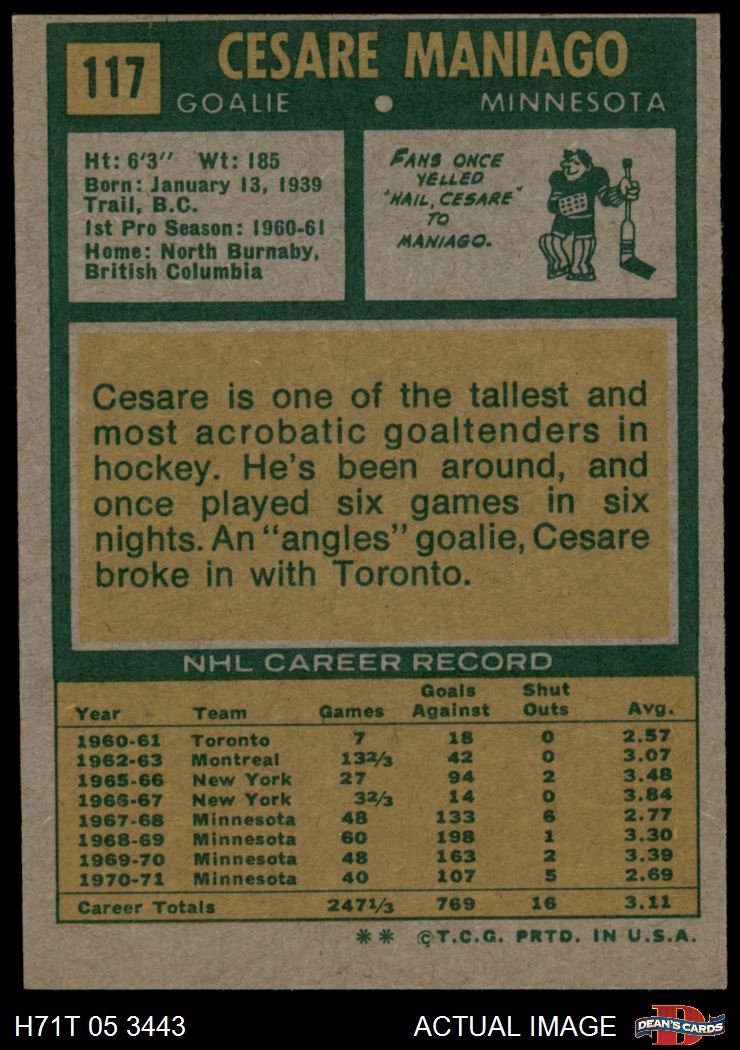 117
CESARE MANIAGO
GOALIE • MINNESOTA
Ht: 6'3" Wt: 185
Born: January 13, 1939
Trail, B.C.
1st Pro Season: 1960-61
Home: North Burnaby,
British Columbia
FANS ONCE
YELLED
"HAIL, CESARE"
TO
MANIAGO.
Cesare is one of the tallest and
most acrobatic goaltenders in
hockey. He's been around, and
once played six games in six
nights. An "angles" goalie, Cesare
broke in with Toronto.
NHL CAREER RECORD
Year Team Games Goals Against Shut Outs Avg.
1960-61 Toronto 7 18 0 2.57
1962-63 Montreal 13 2/3 42 0 3.07
1965-66 New York 27 94 2 3.48
1966-67 New York 3 2/3 14 0 3.84
1967-68 Minnesota 48 133 6 2.77
1968-69 Minnesota 60 198 1 3.30
1969-70 Minnesota 48 163 2 3.39
1970-71 Minnesota 40 107 5 2.69
Career Totals 247 1/3 769 16 3.11
** ©T.C.G. PRTD. IN U.S.A.
H71T 05 3443 ACTUAL IMAGE
D
DEAN'S CARDS